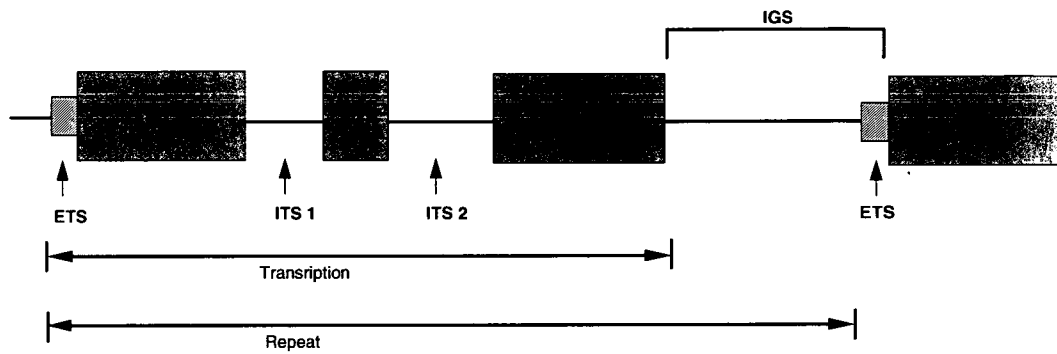 IGS
ETS
ITS 1
ITS 2
ETS
Transription
Repeat